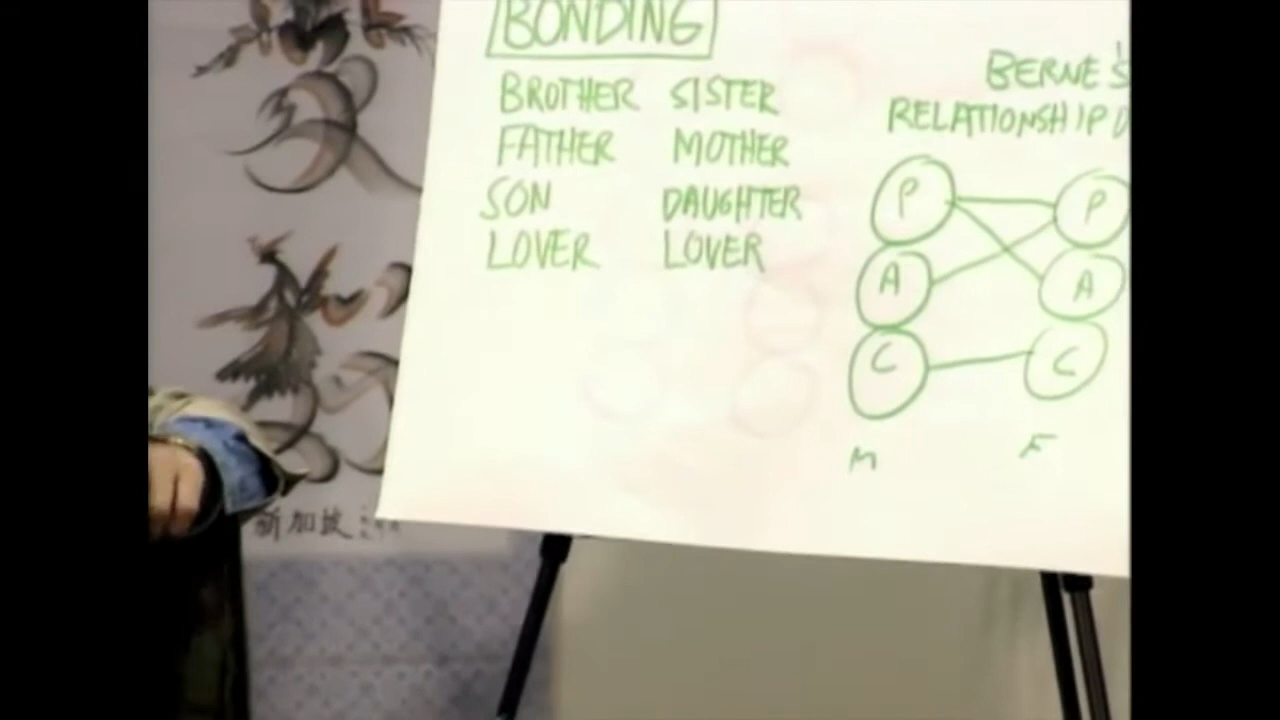 BONDING
BROTHER SISTER
FATHER MOTHER
SON DAUGHTER
LOVER LOVER
BERNE'S
RELATIONSHIP D
P P
A A
C C
M F
新加坡